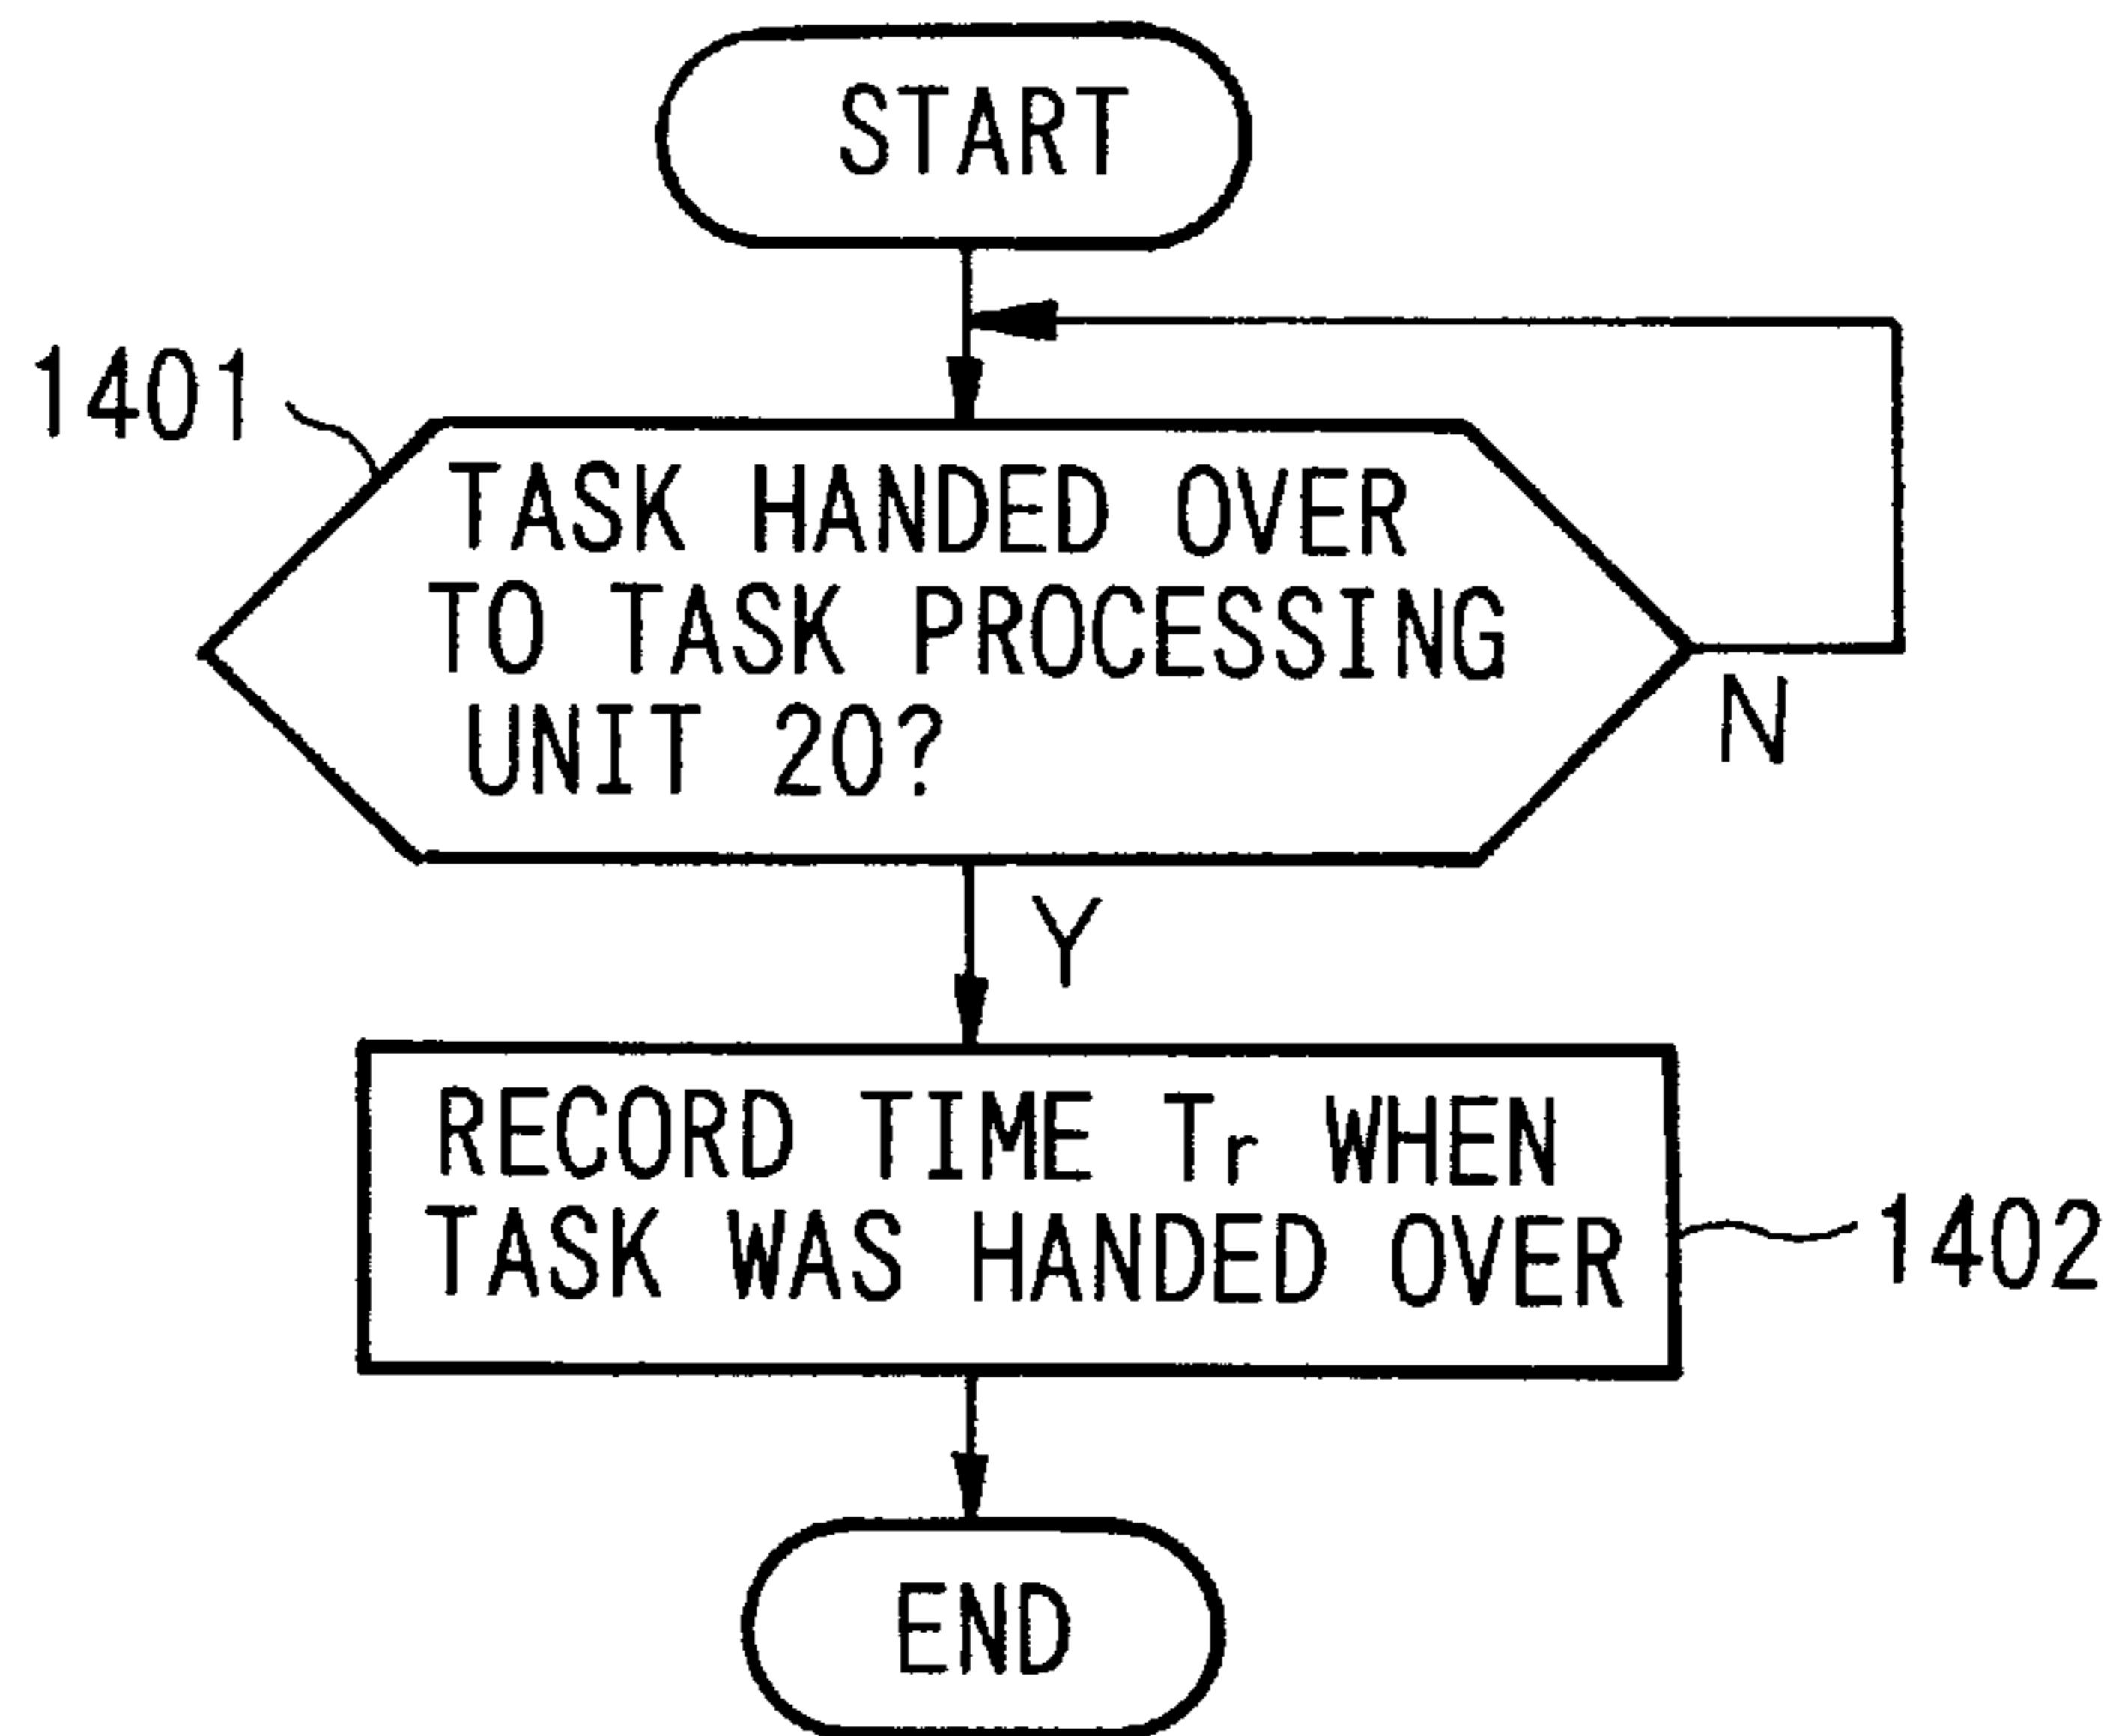 START
1401
TASK HANDED OVER
TO TASK PROCESSING
UNIT 20?
N
Y
RECORD TIME Tr WHEN
TASK WAS HANDED OVER
1402
END